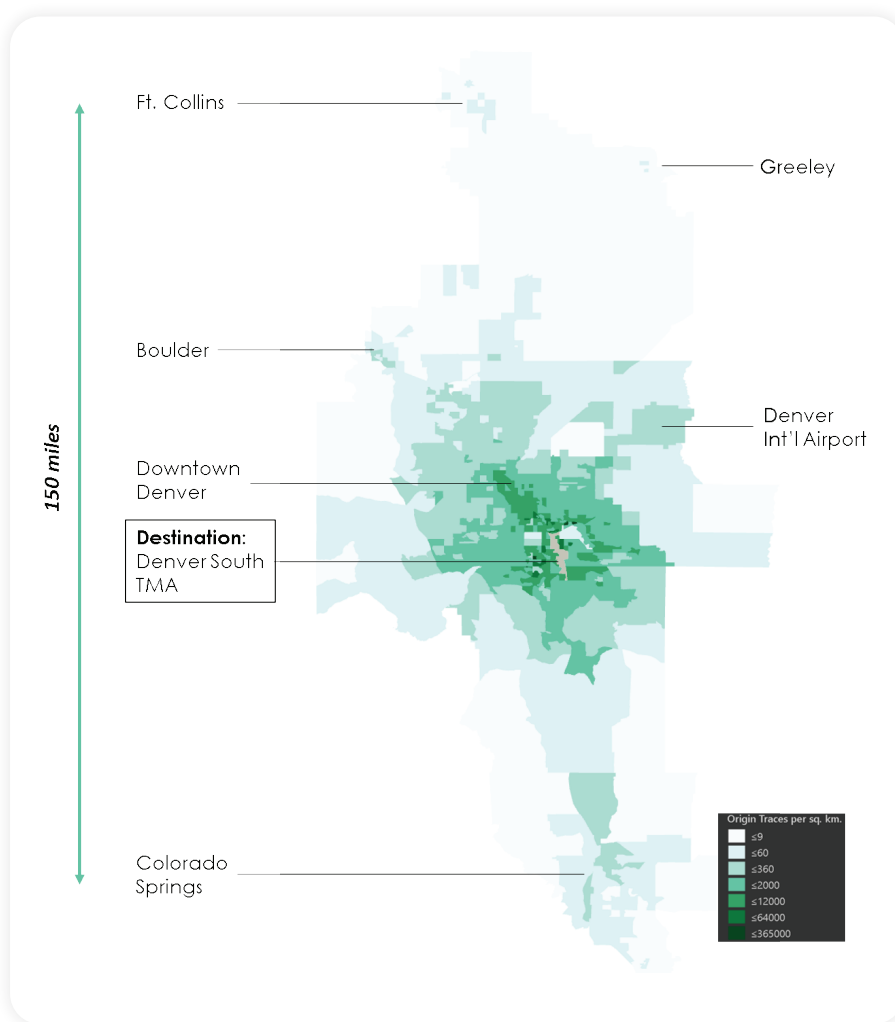 Ft. Collins
Greeley
Boulder
Denver
Int'l Airport
150 miles
Downtown
Denver
Destination:
Denver South
TMA
Colorado
Springs
Origin Traces per sq. km.
≤9
≤60
≤360
≤2000
≤12000
≤64000
≤365000